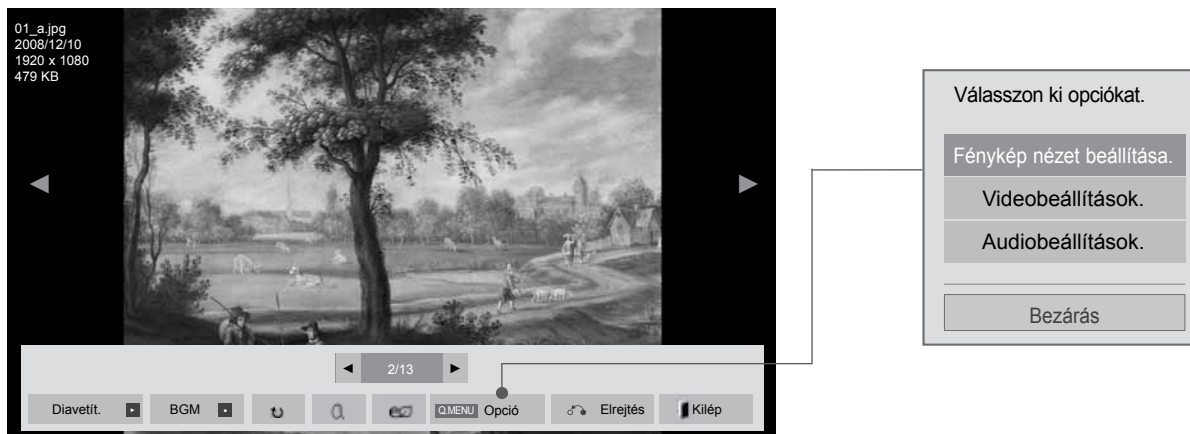 01_a.jpg
2008/12/10
1920 x 1080
479 KB
2/13
Diavetít.
BGM
Q.MENU Opció
Elrejtés
Kilép
Válasszon ki opciókat.
Fénykép nézet beállítása.
Videobeállítások.
Audiobeállítások.
Bezárás